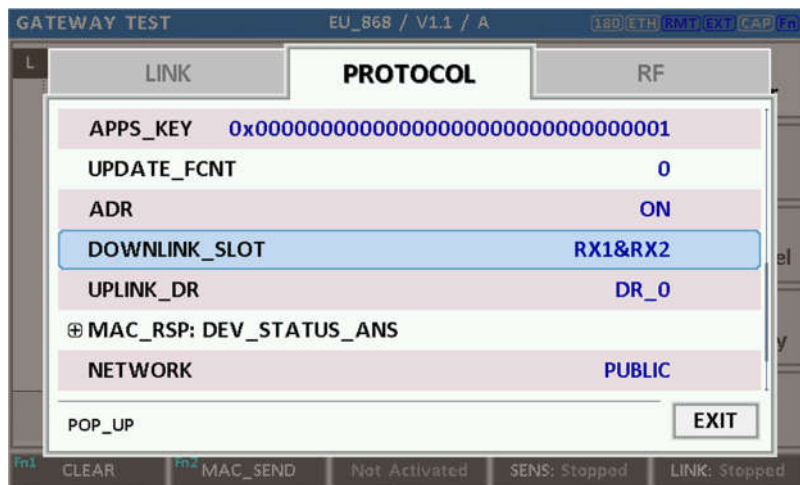 GATEWAY TEST EU_868 / V1.1 / A 180 ETH RMT EXT CAP Fn
L
LINK PROTOCOL RF
APPS_KEY 0x00000000000000000000000000000001
UPDATE_FCNT 0
ADR ON
DOWNLINK_SLOT RX1&RX2
el
UPLINK_DR DR_0
MAC_RSP: DEV_STATUS_ANS
y
NETWORK PUBLIC
POP_UP EXIT
Fn1 CLEAR Fn2 MAC_SEND Not Activated SENS: Stopped LINK: Stopped